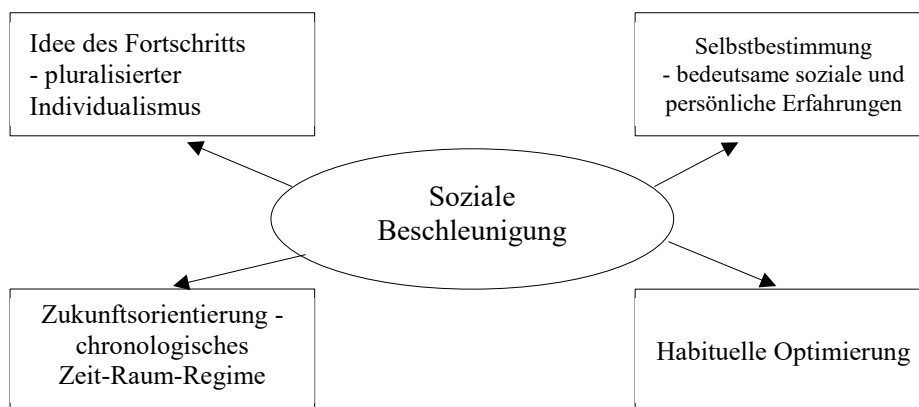 Idee des Fortschritts
- pluralisierter
Individualismus
Selbstbestimmung
- bedeutsame soziale und
persönliche Erfahrungen
Soziale
Beschleunigung
Zukunftsorientierung -
chronologisches
Zeit-Raum-Regime
Habituelle Optimierung